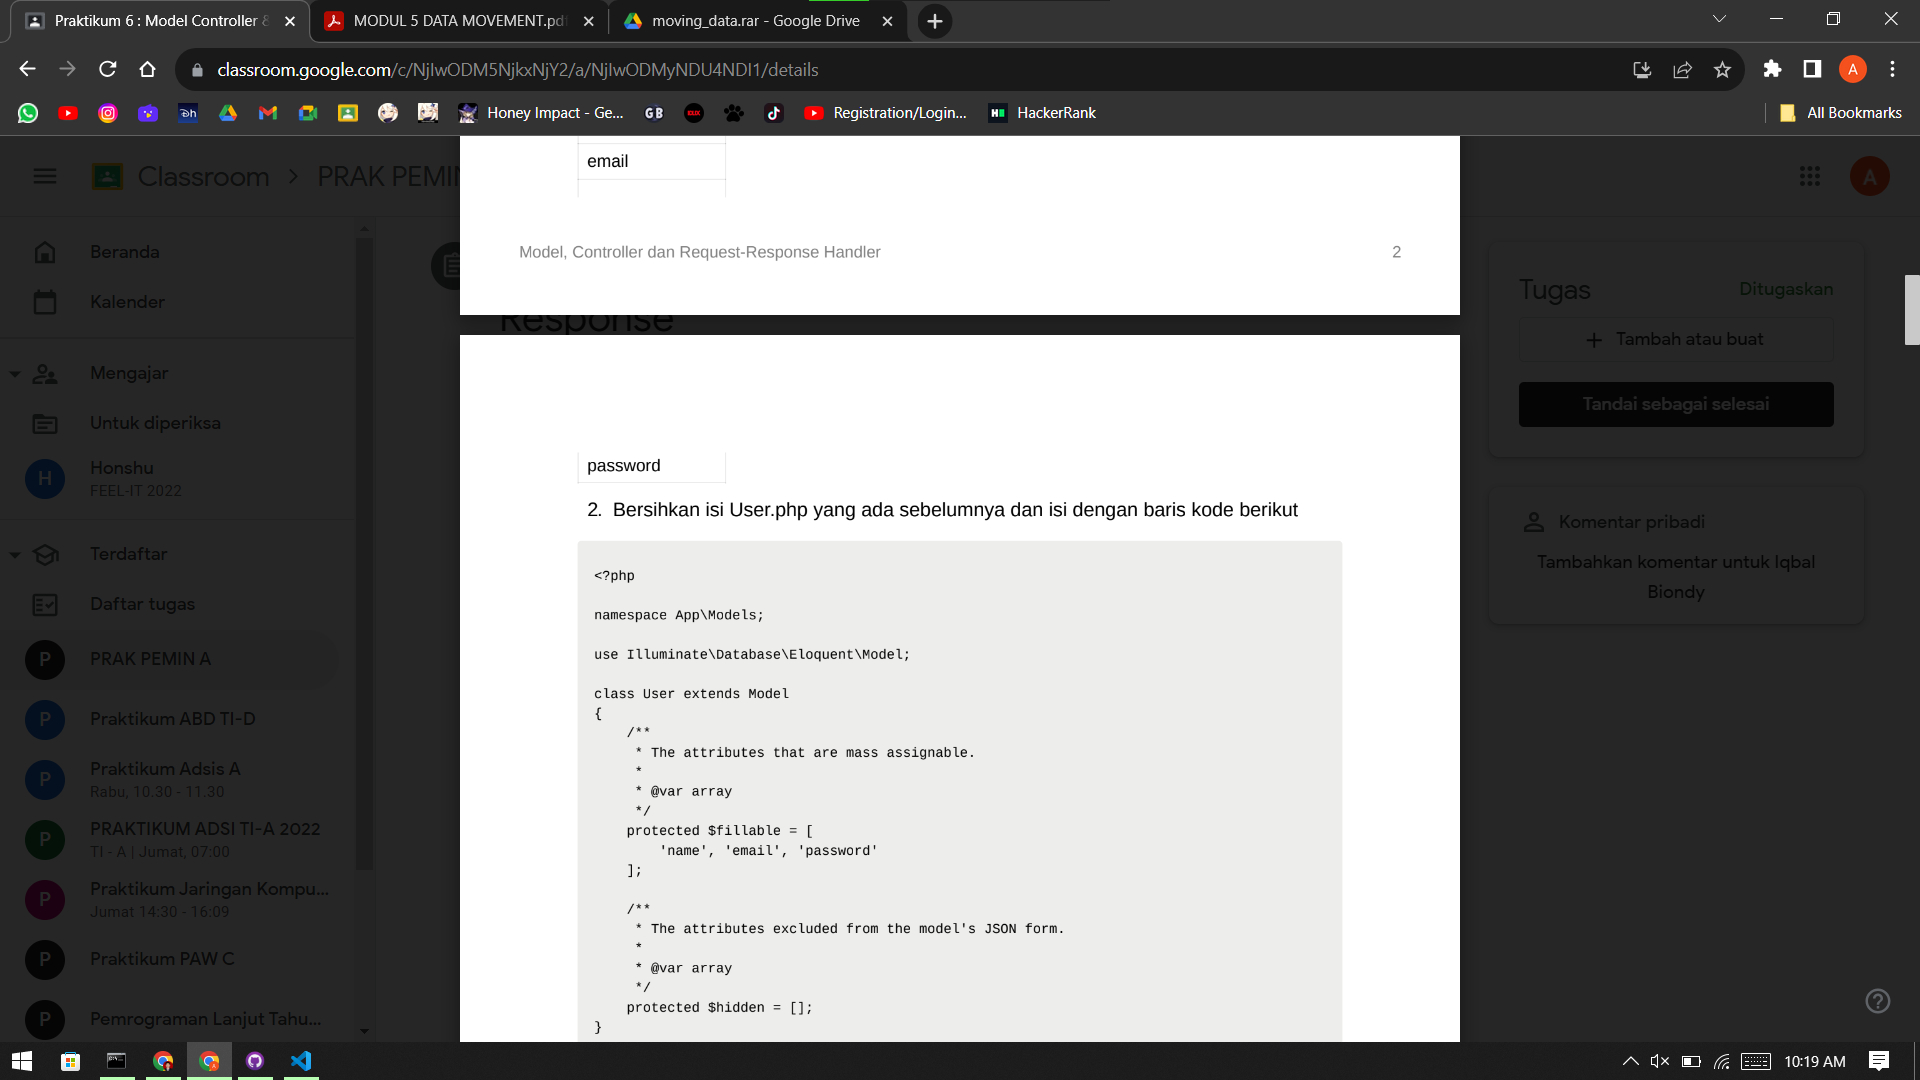 Praktikum 6 : Model Controller &
MODUL 5 DATA MOVEMENT.pdf
moving_data.rar - Google Drive
classroom.google.com/c/NjIwODM5NjkxNjY2/a/NjIwODMyNDU4NDI1/details
Honey Impact - Ge...
GB
Registration/Login...
HackerRank
All Bookmarks
Classroom
PRAK PEMIN
A
Beranda
Kalender
Mengajar
Untuk diperiksa
H
Honshu
FEEL-IT 2022
Terdaftar
Daftar tugas
P
PRAK PEMIN A
P
Praktikum ABD TI-D
P
Praktikum Adsis A
Rabu, 10.30 - 11.30
P
PRAKTIKUM ADSI TI-A 2022
TI - A | Jumat, 07:00
P
Praktikum Jaringan Kompu...
Jumat 14:30 - 16:09
P
Praktikum PAW C
P
Pemrograman Lanjut Tahu...
email
Model, Controller dan Request-Response Handler
2
Response
password
2. Bersihkan isi User.php yang ada sebelumnya dan isi dengan baris kode berikut
<?php
namespace App\Models;
use Illuminate\Database\Eloquent\Model;
class User extends Model
{
/**
* The attributes that are mass assignable.
*
* @var array
*/
protected $fillable = [
'name', 'email', 'password'
];
/**
* The attributes excluded from the model's JSON form.
*
* @var array
*/
protected $hidden = [];
}
Tugas
Ditugaskan
Tambah atau buat
Tandai sebagai selesai
Komentar pribadi
Tambahkan komentar untuk Iqbal
Biondy
A
10:19 AM